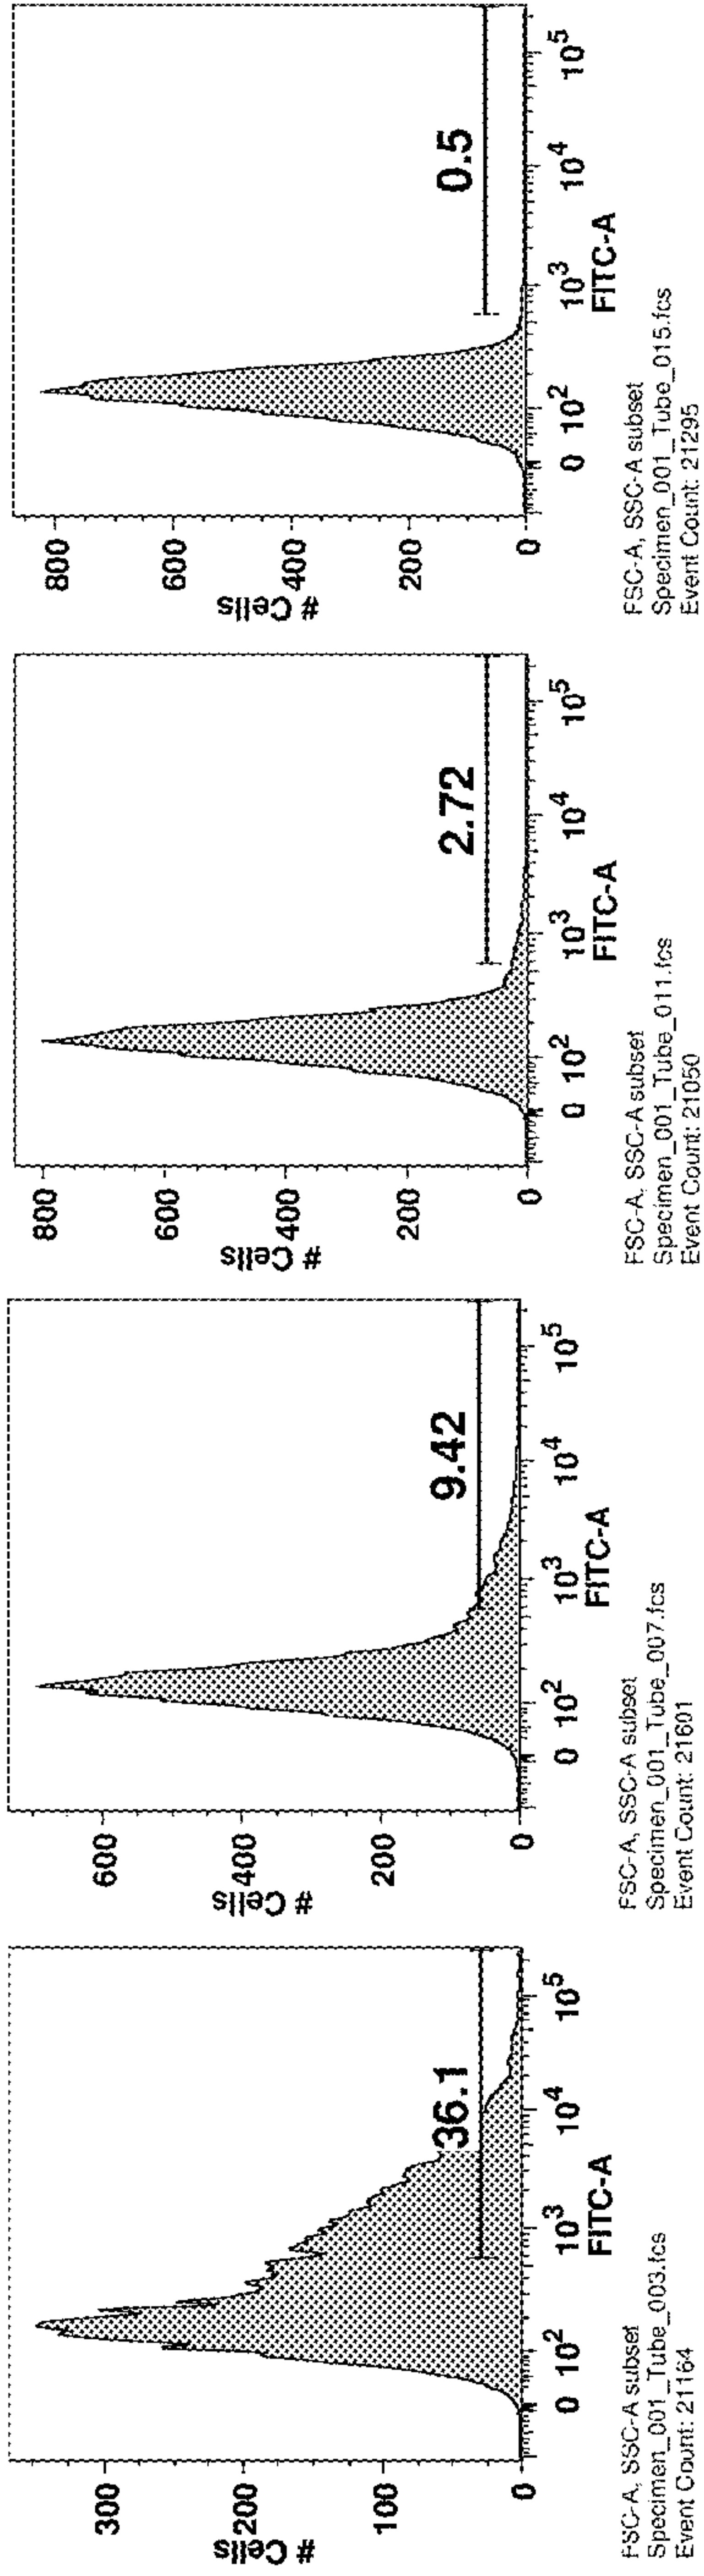 300
200
100
0
# Cells
36.1
0 10² 10³ 10⁴ 10⁵
FITC-A
FSC-A, SSC-A subset
Specimen_001_Tube_003.fcs
Event Count: 21164
600
400
200
0
# Cells
9.42
0 10² 10³ 10⁴ 10⁵
FITC-A
FSC-A, SSC-A subset
Specimen_001_Tube_007.fcs
Event Count: 21601
800
600
400
200
0
# Cells
2.72
0 10² 10³ 10⁴ 10⁵
FITC-A
FSC-A, SSC-A subset
Specimen_001_Tube_011.fcs
Event Count: 21050
800
600
400
200
0
# Cells
0.5
0 10² 10³ 10⁴ 10⁵
FITC-A
FSC-A, SSC-A subset
Specimen_001_Tube_015.fcs
Event Count: 21295